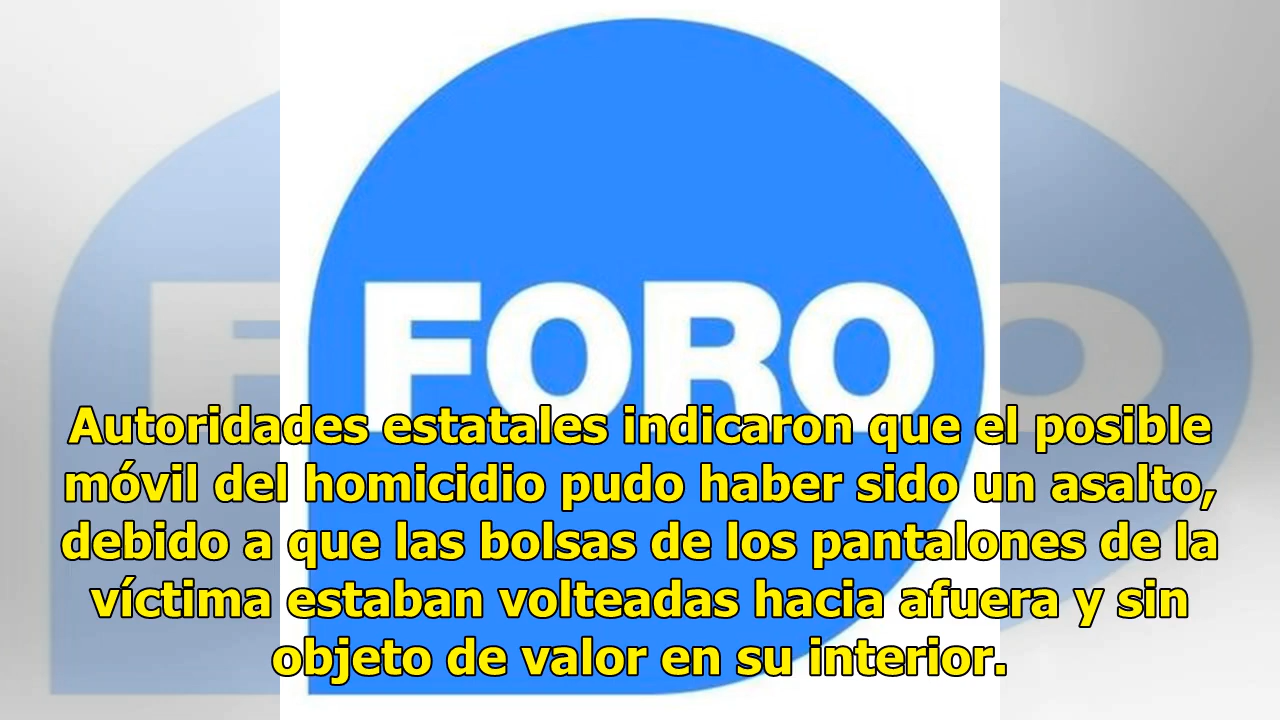 FORO
Autoridades estatales indicaron que el posible
móvil del homicidio pudo haber sido un asalto,
debido a que las bolsas de los pantalones de la
víctima estaban volteadas hacia afuera y sin
objeto de valor en su interior.